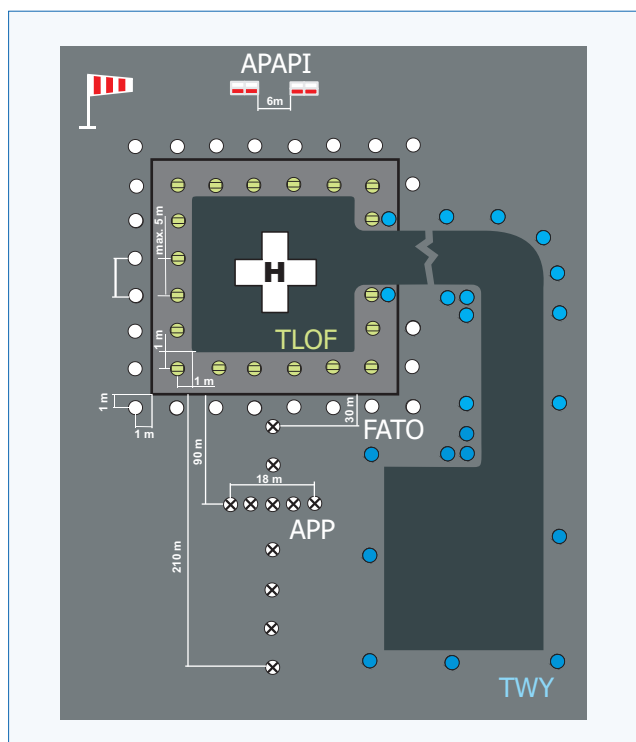 APAPI
6m
max. 5 m
H
TLOF
1 m
1 m
1 m
1 m
30 m
FATO
90 m
18 m
APP
210 m
TWY